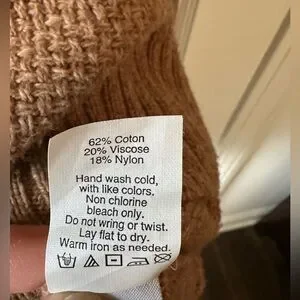 62% Coton
20% Viscose
18% Nylon
Hand wash cold,
with like colors.
Non chlorine
bleach only.
Do not wring or twist.
Lay flat to dry.
Warm iron as needed.